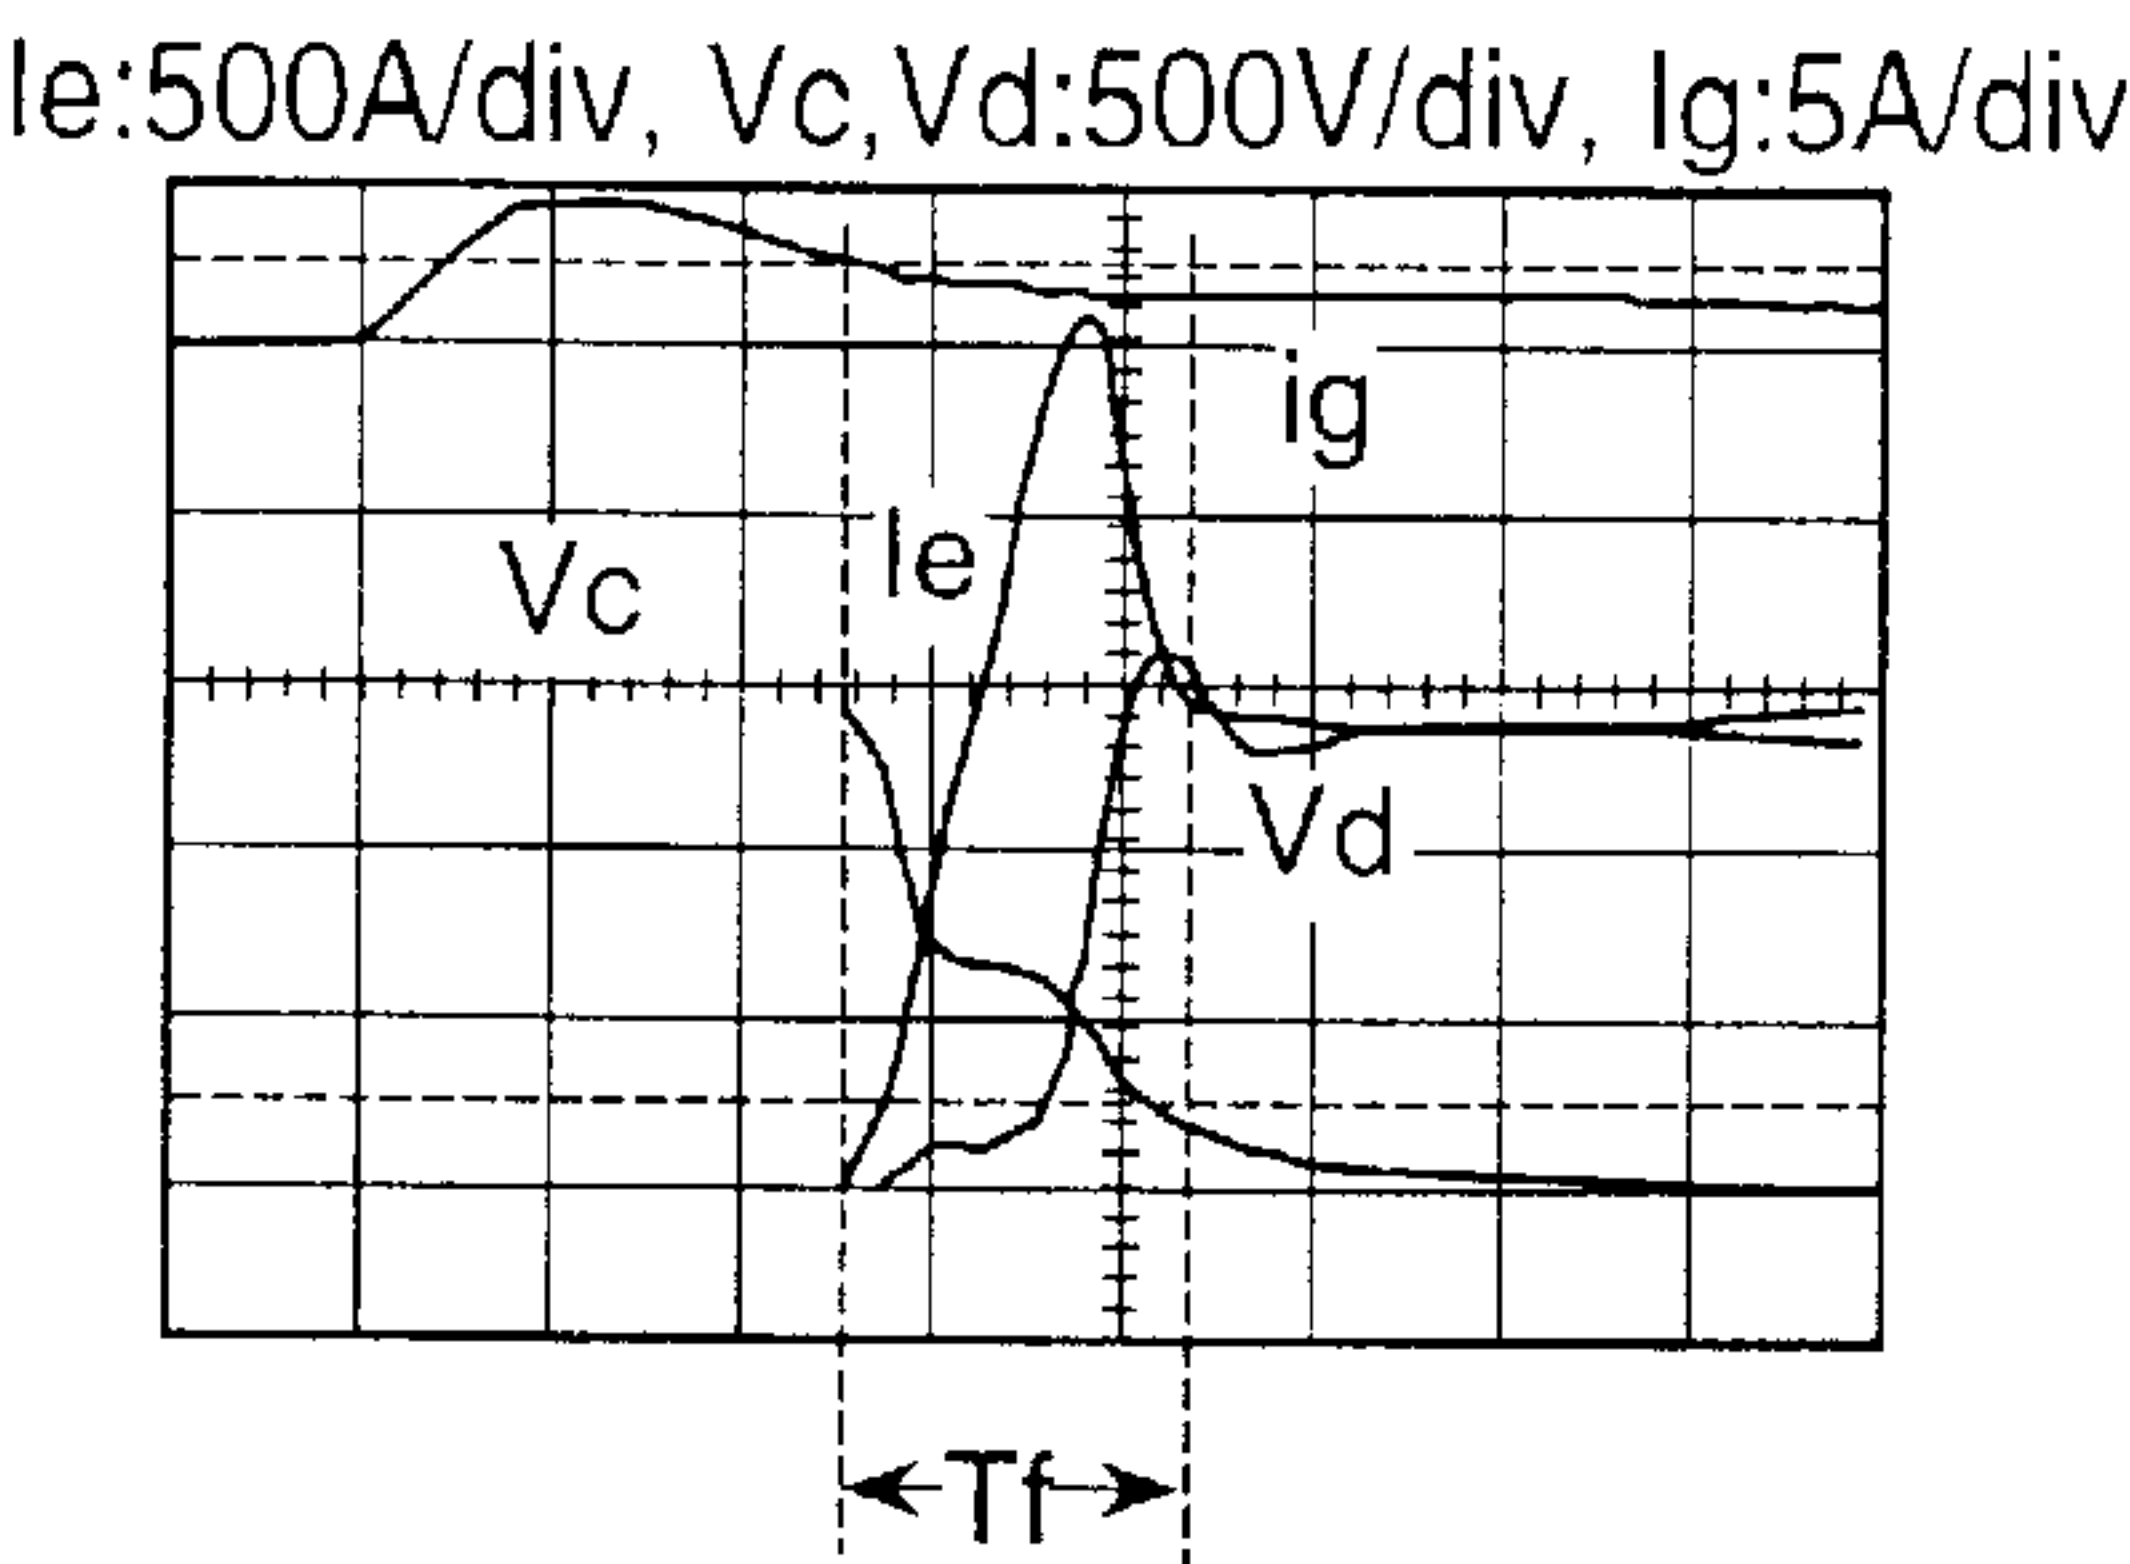 Ie:500A/div, Vc,Vd:500V/div, Ig:5A/div
ig
Ie
Vc
Vd
Tf